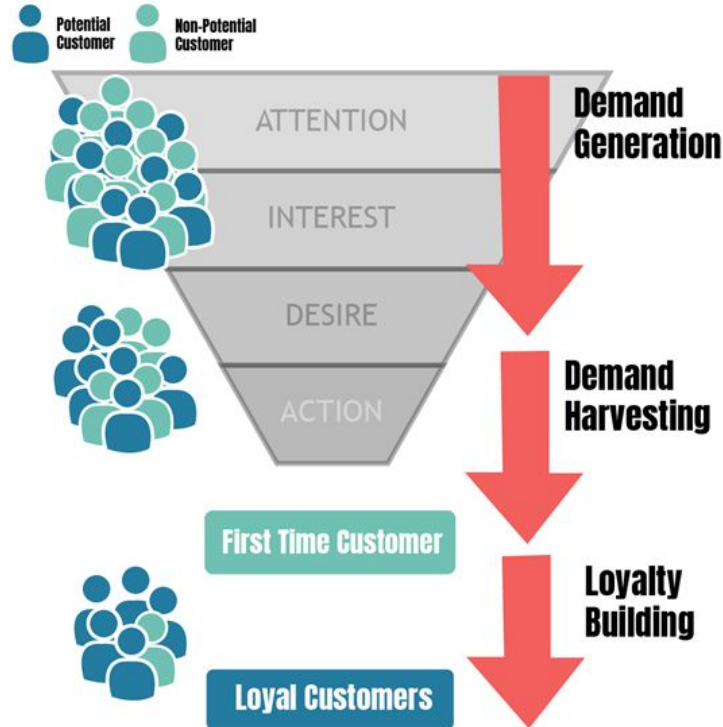 Potential
Customer
Non-Potential
Customer
ATTENTION
Demand
Generation
INTEREST
DESIRE
Demand
Harvesting
ACTION
First Time Customer
Loyalty
Building
Loyal Customers